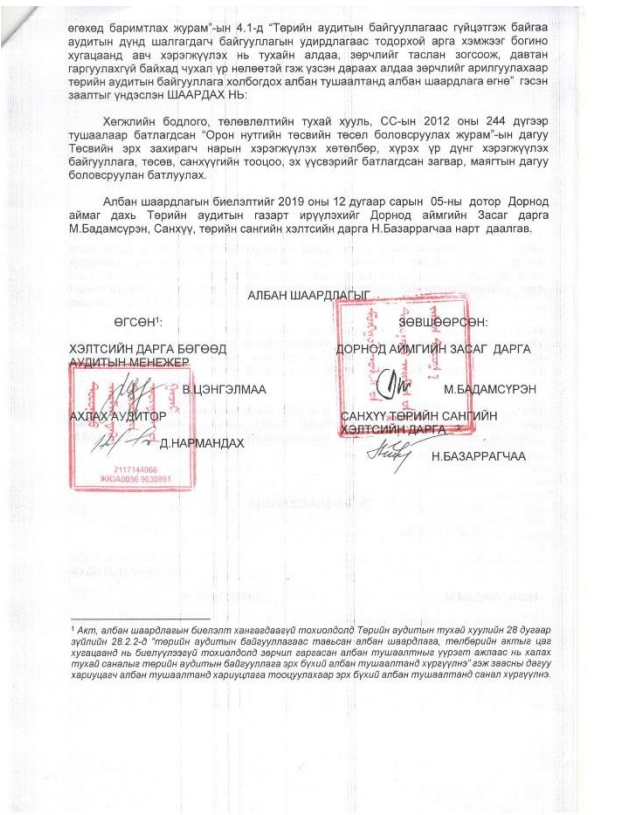 өгөхөд баримтлах журам"-ын 4.1-д "Төрийн аудитын байгууллагаас гүйцэтгэж байгаа
аудитын дүнд шалгагдагч байгууллагын удирдлагаас тодорхой арга хэмжээг богино
хугацаанд авч хэрэгжүүлэх нь тухайн алдаа, зөрчлийг таслан зогсоож, давтан
гаргуулахгүй байхад чухал үр нөлөөтэй гэж үзсэн дараах алдаа зөрчлийг арилгуулахаар
төрийн аудитын байгууллага холбогдох албан тушаалтанд албан шаардлага өгнө" гэсэн
заалтыг үндэслэн ШААРДАХ НЬ:
Хөгжлийн бодлого, төлөвлөлтийн тухай хууль, СС-ын 2012 оны 244 дүгээр
тушаалаар батлагдсан "Орон нутгийн төсвийн төсөл боловсруулах журам"-ын дагуу
Төсвийн эрх захирагч нарын хэрэгжүүлэх хөтөлбөр, хүрэх үр дүнг хэрэгжүүлэх
байгууллага, төсөв, санхүүгийн тооцоо, эх үүсвэрийг батлагдсан загвар, маягтын дагуу
боловсруулан батлуулах.
Албан шаардлагын биелэлтийг 2019 оны 12 дугаар сарын 05-ны дотор Дорнод
аймаг дахь Төрийн аудитын газарт ирүүлэхийг Дорнод аймгийн Засаг дарга
М.Бадамсүрэн, Санхүү, төрийн сангийн хэлтсийн дарга Н.Базаррагчаа нарт даалгав.
АЛБАН ШААРДЛАГЫГ
ӨГСӨН¹:
ЗӨВШӨӨРСӨН:
ХЭЛТСИЙН ДАРГА БӨГӨӨД
АУДИТЫН МЕНЕЖЕР
ДОРНОД АЙМГИЙН ЗАСАГ ДАРГА
В.ЦЭНГЭЛМАА
М.БАДАМСҮРЭН
АХЛАХ АУДИТОР
САНХҮҮ ТӨРИЙН САНГИЙН
ХЭЛТСИЙН ДАРГА
Д.НАРМАНДАХ
Н.БАЗАРРАГЧАА
2117144066
ЖЮА0056 9030891
¹ Акт, албан шаардлагын биелэлт хангагдаагүй тохиолдолд Төрийн аудитын тухай хуулийн 28 дугаар
зүйлийн 28.2.2-д "төрийн аудитын байгууллагаас тавьсан албан шаардлага, төлбөрийн актыг цаг
хугацаанд нь биелүүлээгүй тохиолдолд зөрчил гаргасан албан тушаалтныг үүрэгт ажлаас нь халах
тухай саналыг төрийн аудитын байгууллага эрх бүхий албан тушаалтанд хүргүүлнэ" гэж заасны дагуу
хариуцагч албан тушаалтанд хариуцлага тооцуулахаар эрх бүхий албан тушаалтанд санал хүргүүлнэ.